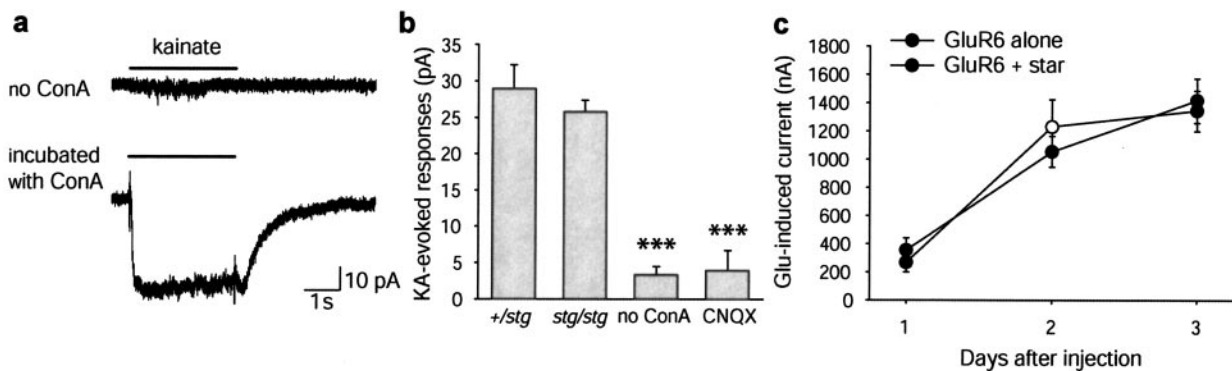 a
kainate
no ConA
incubated
with ConA
10 pA
1s
b
KA-evoked responses (pA)
35
30
25
20
15
10
5
0
***
***
+/stg
stg/stg
no ConA
CNQX
c
GluR6 alone
GluR6 + star
Glu-induced current (nA)
1800
1600
1400
1200
1000
800
600
400
200
0
1
2
3
Days after injection